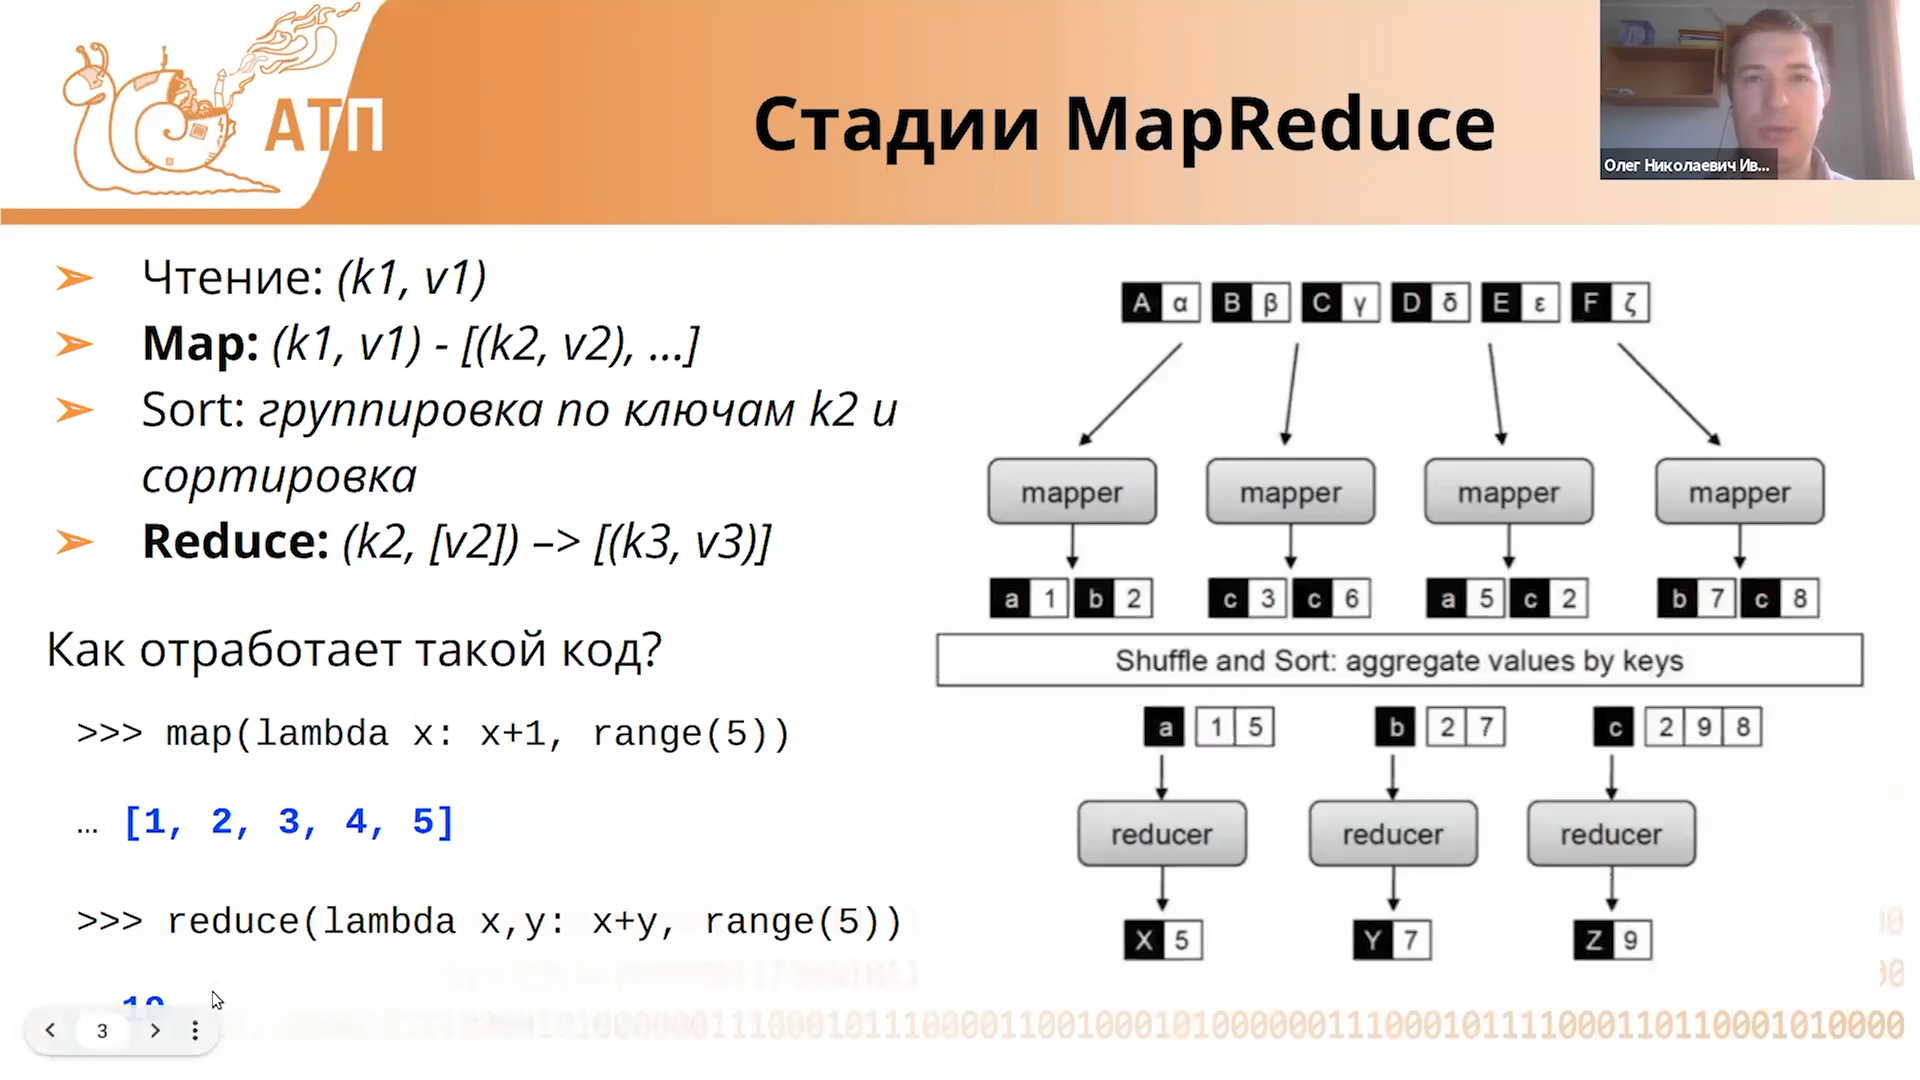 АТП
Стадии MapReduce
Олег Николаевич Ив...
➢ Чтение: (k1, v1)
➢ Map: (k1, v1) - [(k2, v2), …]
➢ Sort: группировка по ключам k2 и
сортировка
➢ Reduce: (k2, [v2]) –> [(k3, v3)]
Как отработает такой код?
>>> map(lambda x: x+1, range(5))
… [1, 2, 3, 4, 5]
>>> reduce(lambda x,y: x+y, range(5))
10
3
A α B β C γ D δ E ε F ζ
mapper mapper mapper mapper
a 1 b 2 c 3 c 6 a 5 c 2 b 7 c 8
Shuffle and Sort: aggregate values by keys
a 1 5 b 2 7 c 2 9 8
reducer reducer reducer
X 5 Y 7 Z 9